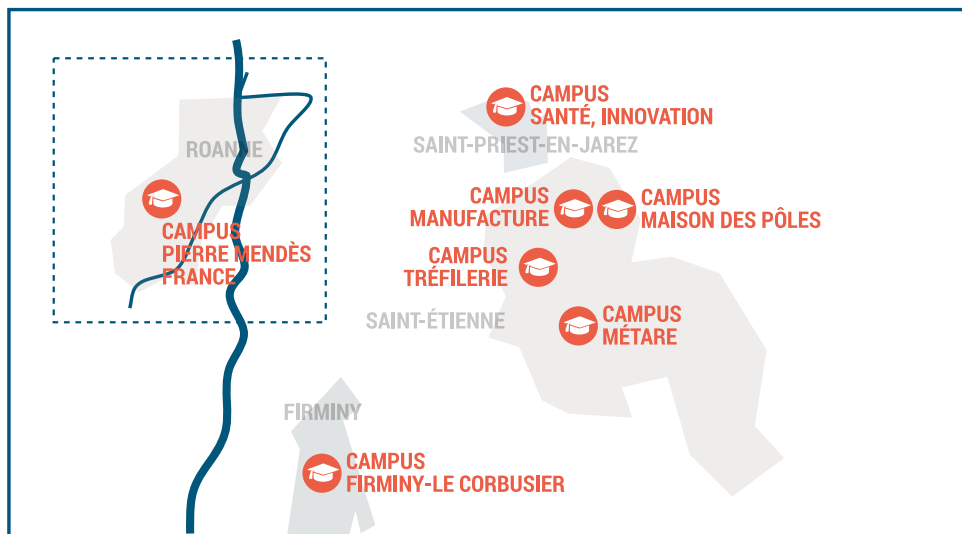 ROANNE
CAMPUS
PIERRE MENDÈS
FRANCE
CAMPUS
SANTÉ, INNOVATION
SAINT-PRIEST-EN-JAREZ
CAMPUS
MANUFACTURE
CAMPUS
MAISON DES PÔLES
CAMPUS
TRÉFILERIE
SAINT-ÉTIENNE
CAMPUS
MÉTARE
FIRMINY
CAMPUS
FIRMINY-LE CORBUSIER